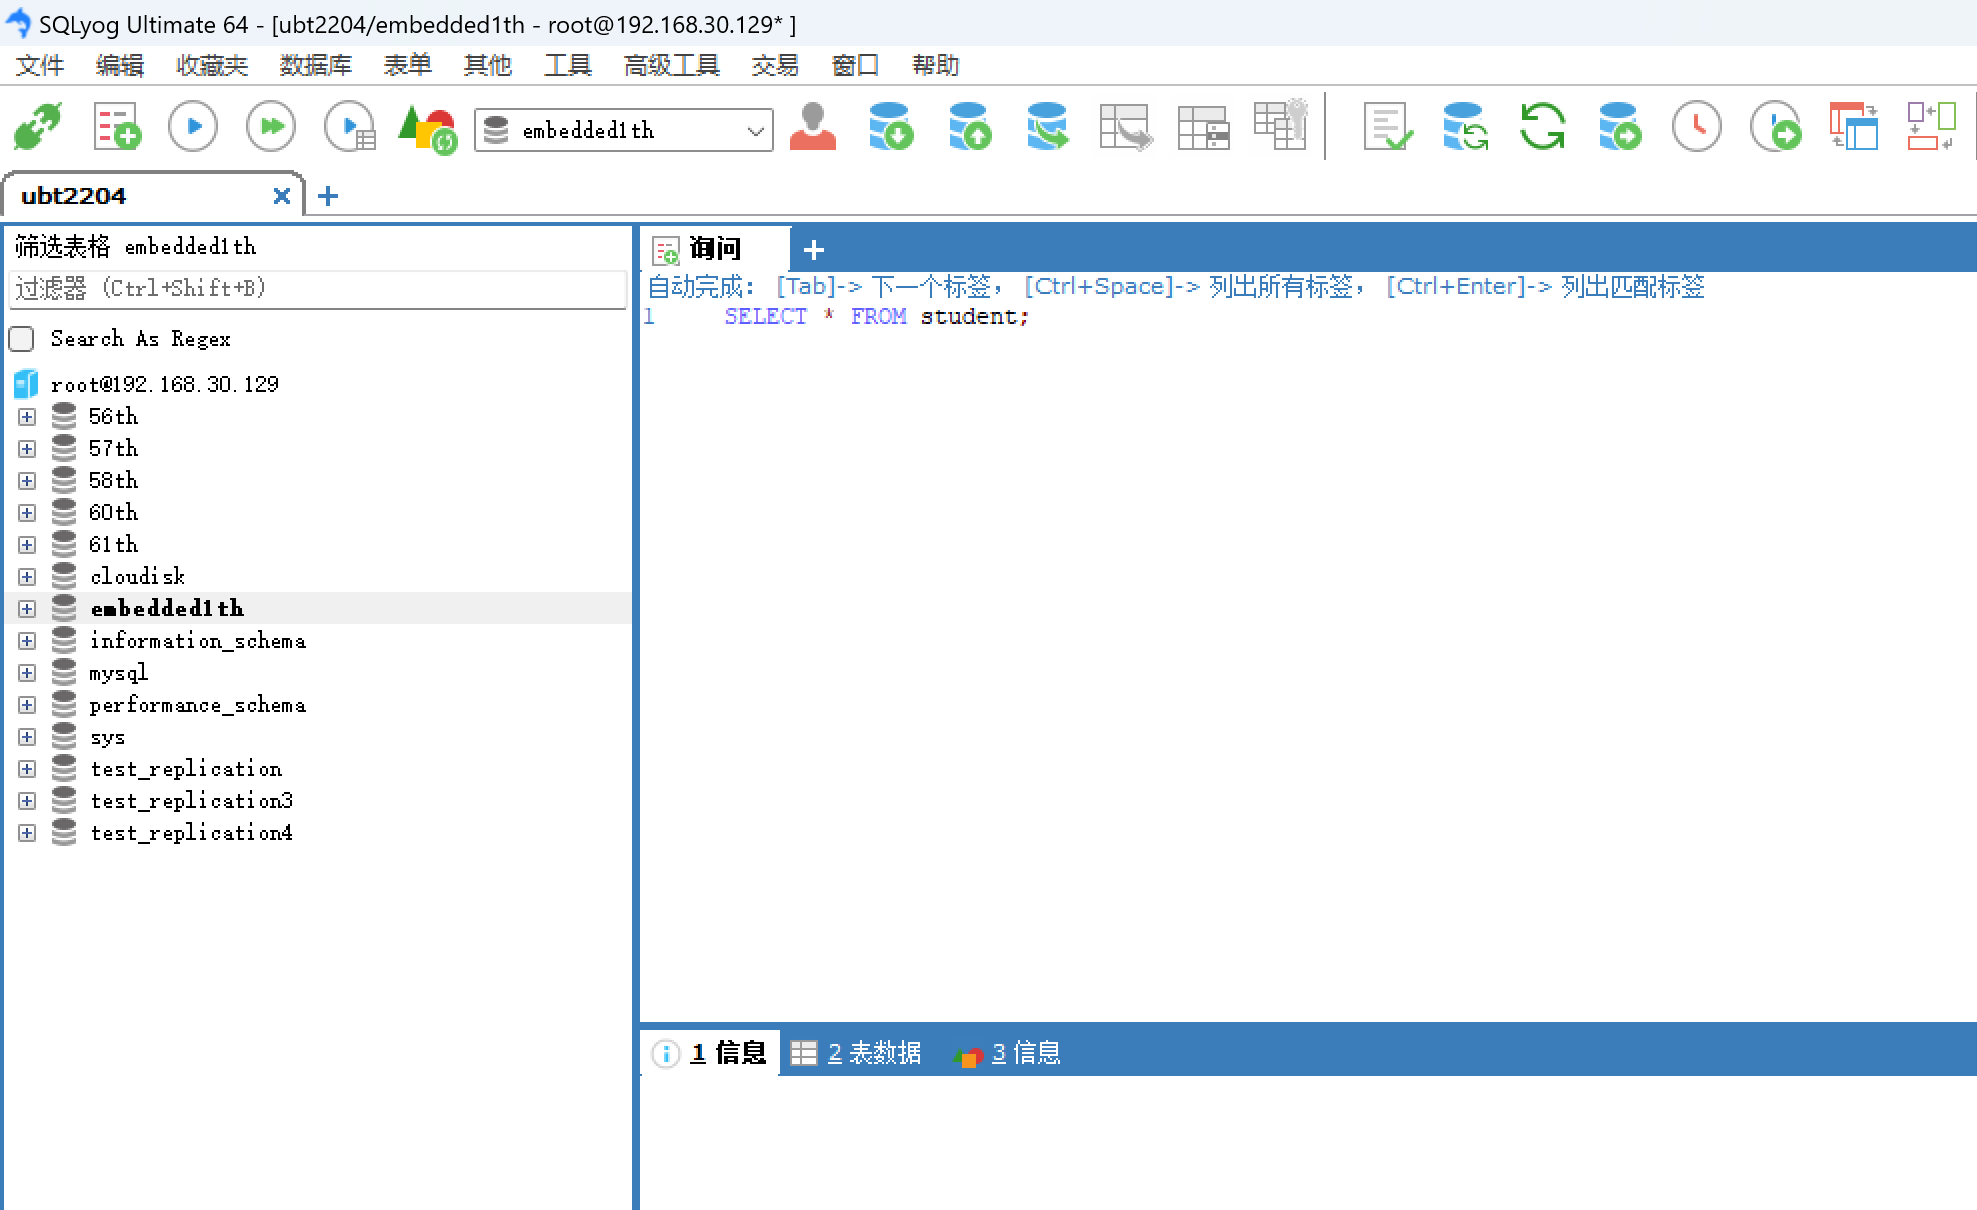 SQLyog Ultimate 64 - [ubt2204/embedded1th - root@192.168.30.129* ]
文件 编辑 收藏夹 数据库 表单 其他 工具 高级工具 交易 窗口 帮助
embedded1th
ubt2204
筛选表格 embedded1th
过滤器 (Ctrl+Shift+B)
Search As Regex
root@192.168.30.129
56th
57th
58th
60th
61th
cloudisk
embedded1th
information_schema
mysql
performance_schema
sys
test_replication
test_replication3
test_replication4
询问
自动完成： [Tab]-> 下一个标签， [Ctrl+Space]-> 列出所有标签， [Ctrl+Enter]-> 列出匹配标签
1 SELECT * FROM student;
1 信息 2 表数据 3 信息